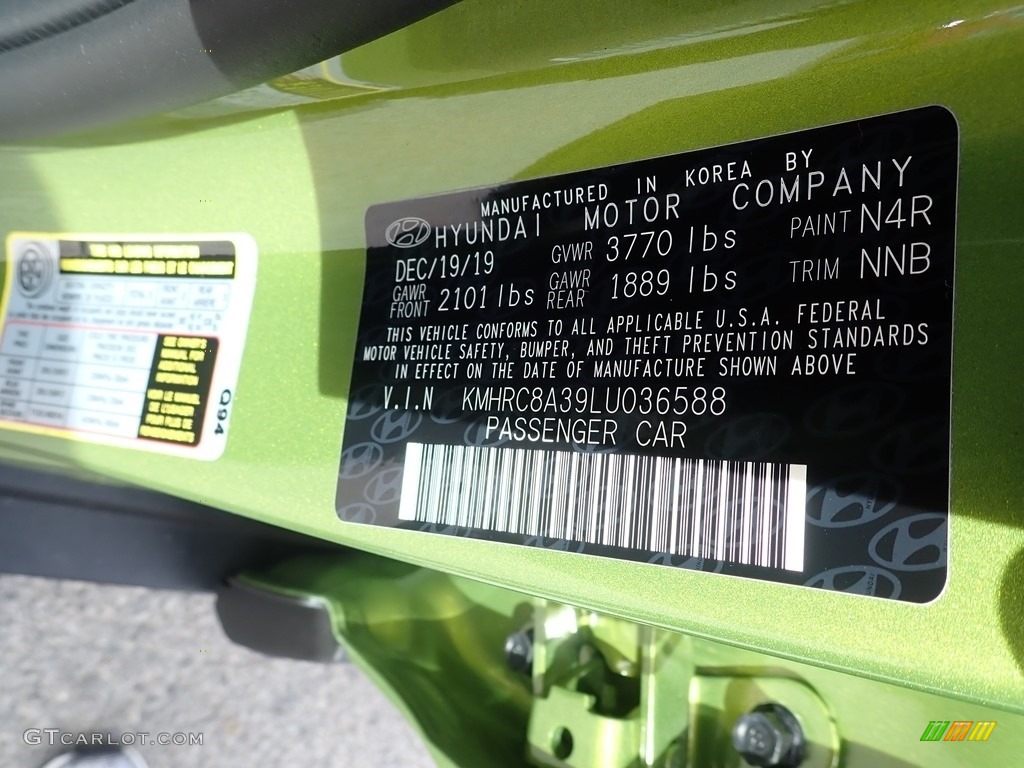 MANUFACTURED IN KOREA BY
HYUNDAI MOTOR COMPANY
DEC/19/19 GVWR 3770 lbs PAINT N4R
GAWR FRONT 2101 lbs GAWR REAR 1889 lbs TRIM NNB
THIS VEHICLE CONFORMS TO ALL APPLICABLE U.S.A. FEDERAL
MOTOR VEHICLE SAFETY, BUMPER, AND THEFT PREVENTION STANDARDS
IN EFFECT ON THE DATE OF MANUFACTURE SHOWN ABOVE
V.I.N KMHRC8A39LU036588
PASSENGER CAR
Q94
GTCARLOT.COM